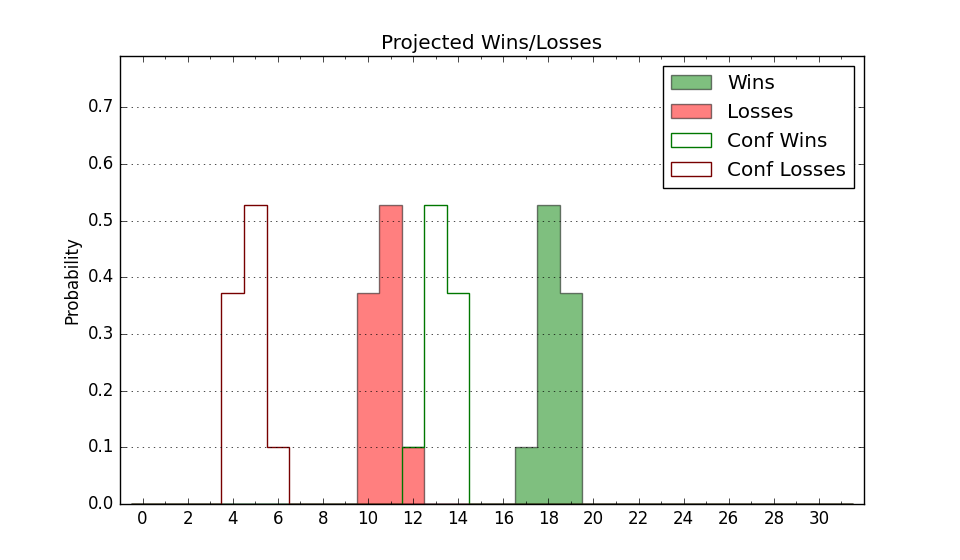 Projected Wins/Losses
Wins
Losses
Conf Wins
Conf Losses
Probability
0.7
0.6
0.5
0.4
0.3
0.2
0.1
0.0
0 2 4 6 8 10 12 14 16 18 20 22 24 26 28 30